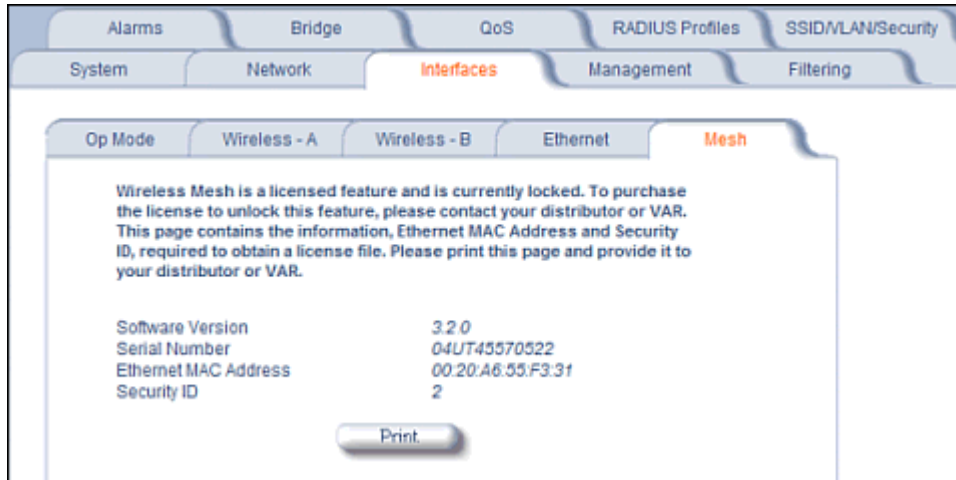 Alarms Bridge QoS RADIUS Profiles SSID/VLAN/Security
System Network Interfaces Management Filtering
Op Mode Wireless - A Wireless - B Ethernet Mesh
Wireless Mesh is a licensed feature and is currently locked. To purchase
the license to unlock this feature, please contact your distributor or VAR.
This page contains the information, Ethernet MAC Address and Security
ID, required to obtain a license file. Please print this page and provide it to
your distributor or VAR.
Software Version 3.2.0
Serial Number 04UT45570522
Ethernet MAC Address 00:20:A6:55:F3:31
Security ID 2
Print